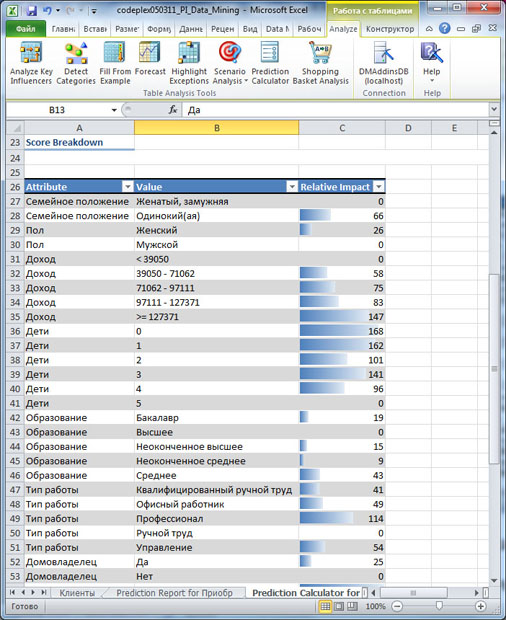 codeplex050311_PI_Data_Mining - Microsoft Excel
Работа с таблицами
Файл Главн Встав Размет Форму Данны Рецен Вид Data M Рабоч Analyze Конструктор
Analyze Key Influencers
Detect Categories
Fill From Example
Forecast
Highlight Exceptions
Scenario Analysis
Prediction Calculator
Shopping Basket Analysis
DMAddinsDB (localhost)
Help
Table Analysis Tools Connection Help
B13 fx Да
A B C D E
23 Score Breakdown
24
25
26 Attribute Value Relative Impact
27 Семейное положение Женатый, замужняя 0
28 Семейное положение Одинокий(ая) 66
29 Пол Женский 26
30 Пол Мужской 0
31 Доход < 39050 0
32 Доход 39050 - 71062 58
33 Доход 71062 - 97111 75
34 Доход 97111 - 127371 83
35 Доход >= 127371 147
36 Дети 0 168
37 Дети 1 162
38 Дети 2 101
39 Дети 3 141
40 Дети 4 96
41 Дети 5 0
42 Образование Бакалавр 19
43 Образование Высшее 0
44 Образование Неоконченное высшее 15
45 Образование Неоконченное среднее 9
46 Образование Среднее 43
47 Тип работы Квалифицированный ручной труд 41
48 Тип работы Офисный работник 49
49 Тип работы Профессионал 114
50 Тип работы Ручной труд 0
51 Тип работы Управление 54
52 Домовладелец Да 25
53 Домовладелец Нет 0
Клиенты Prediction Report for Приобр Prediction Calculator for
Готово 100%